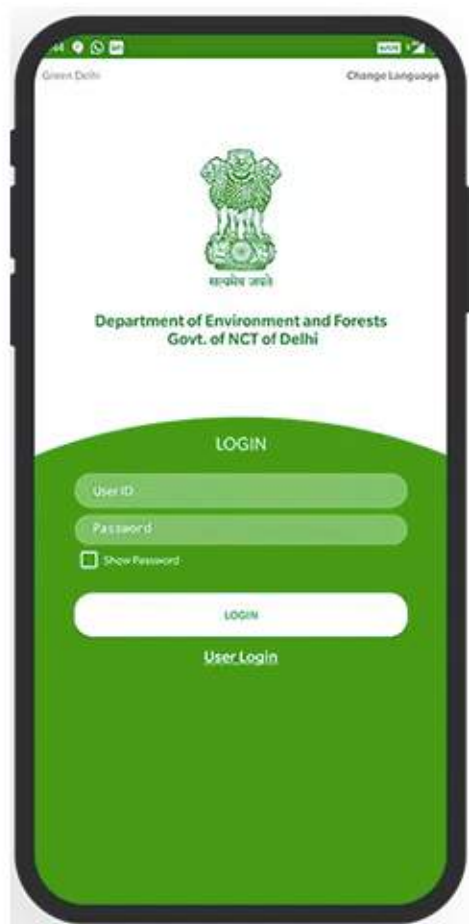 Green Delhi
Change Language
सत्यमेव जयते
Department of Environment and Forests
Govt. of NCT of Delhi
LOGIN
User ID
Password
Show Password
LOGIN
User Login